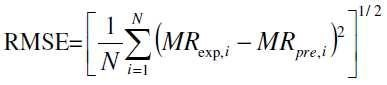 RMSE=[1/N ∑_{i=1}^{N} (MR_{exp,i} − MR_{pre,i})^2]^{1/2}